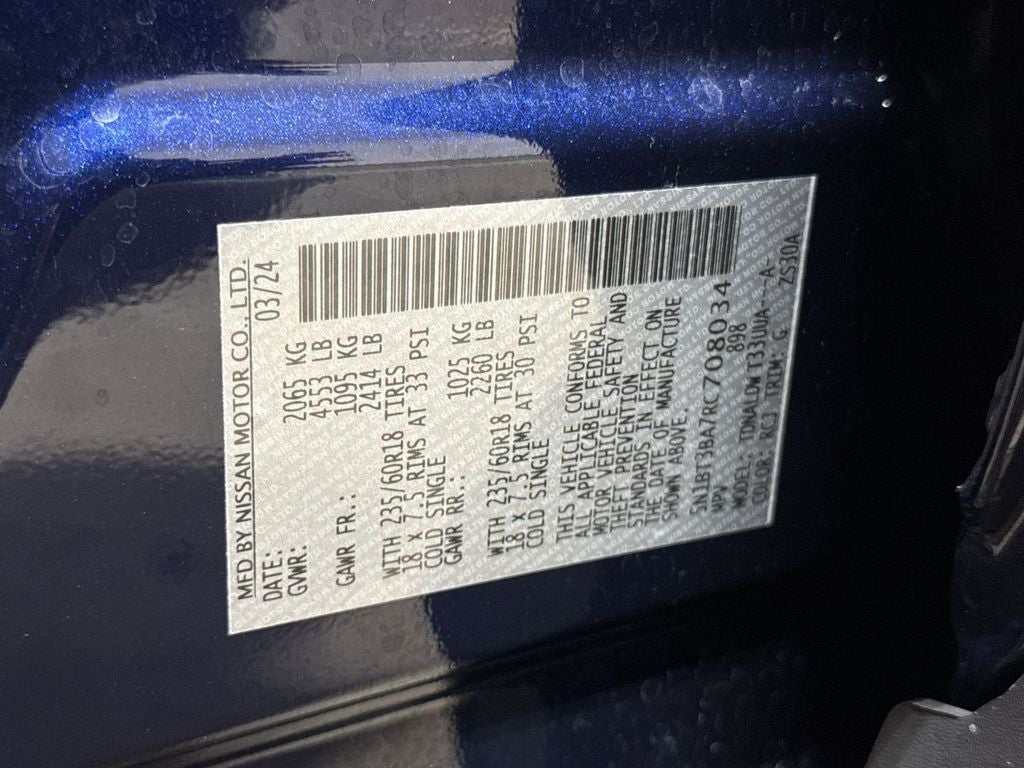 MFD BY NISSAN MOTOR CO., LTD.
DATE: 03/24
GVWR: 2065 KG
4553 LB
GAWR FR.: 1095 KG
2414 LB
WITH 235/60R18 TIRES
18 X 7.5 RIMS AT 33 PSI
COLD SINGLE
GAWR RR.: 1025 KG
2260 LB
WITH 235/60R18 TIRES
18 X 7.5 RIMS AT 30 PSI
COLD SINGLE
THIS VEHICLE CONFORMS TO
ALL APPLICABLE FEDERAL
MOTOR VEHICLE SAFETY AND
THEFT PREVENTION
STANDARDS IN EFFECT ON
THE DATE OF MANUFACTURE
SHOWN ABOVE.
5N1BT3BA7RC708034
MPV 898
MODEL: TDNALDWT33UUA---A-
COLOR: RCJ TRIM: G ZS30A